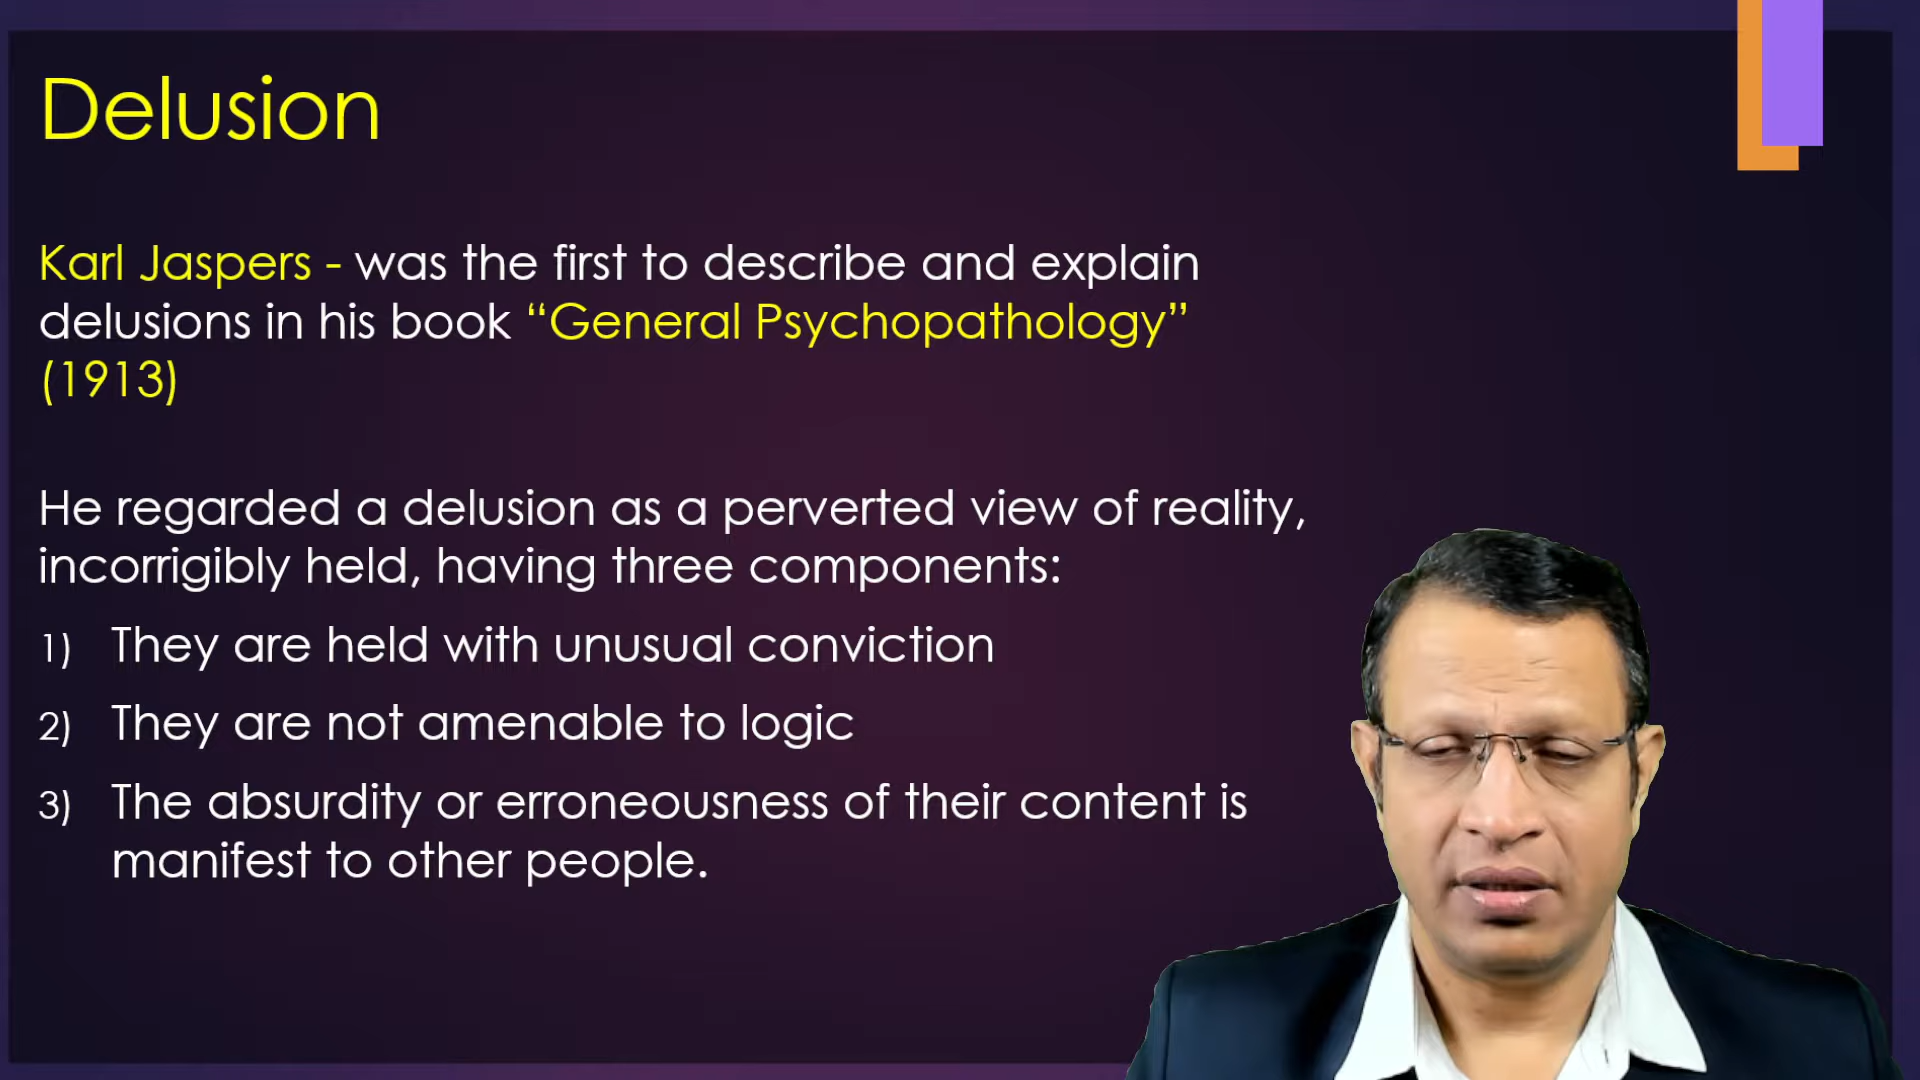 Delusion
Karl Jaspers - was the first to describe and explain
delusions in his book “General Psychopathology”
(1913)
He regarded a delusion as a perverted view of reality,
incorrigibly held, having three components:
1) They are held with unusual conviction
2) They are not amenable to logic
3) The absurdity or erroneousness of their content is
manifest to other people.